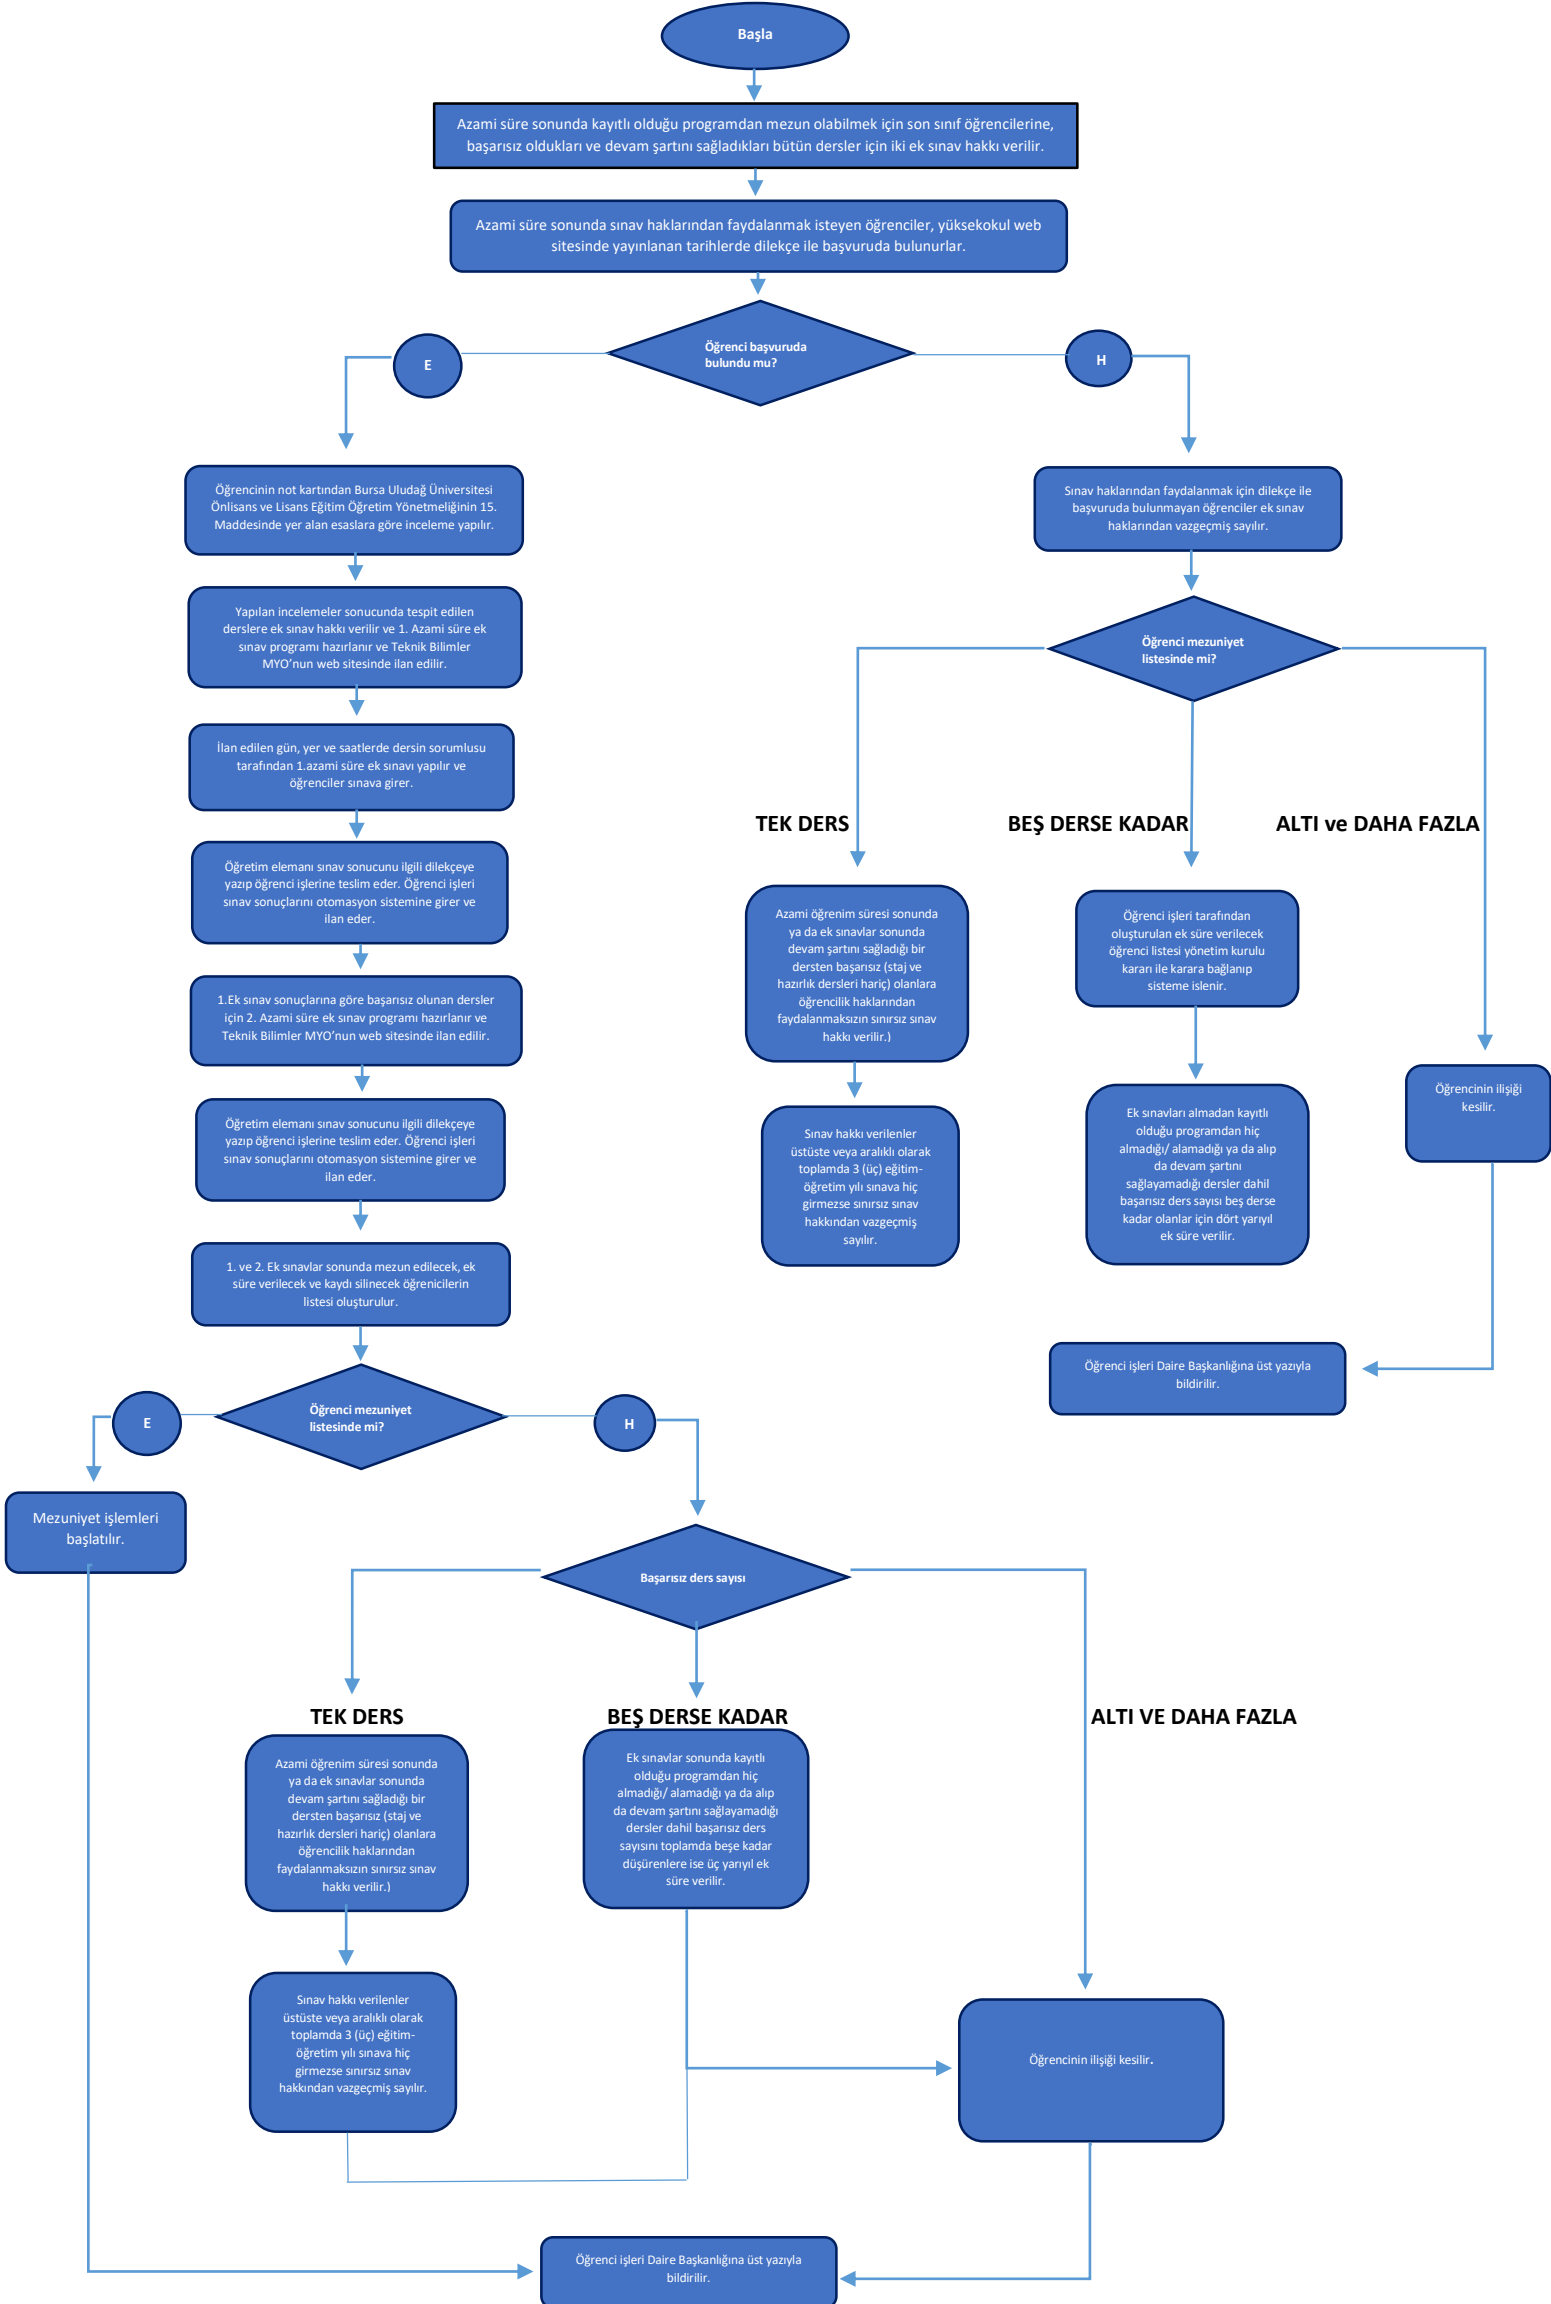 Başla
Azami süre sonunda kayıtlı olduğu programdan mezun olabilmek için son sınıf öğrencilerine,
başarısız oldukları ve devam şartını sağladıkları bütün dersler için iki ek sınav hakkı verilir.
Azami süre sonunda sınav haklarından faydalanmak isteyen öğrenciler, yüksekokul web
sitesinde yayınlanan tarihlerde dilekçe ile başvuruda bulunurlar.
Öğrenci başvuruda
bulundu mu?
E
H
Öğrencinin not kartından Bursa Uludağ Üniversitesi
Önlisans ve Lisans Eğitim Öğretim Yönetmeliğinin 15.
Maddesinde yer alan esaslara göre inceleme yapılır.
Yapılan incelemeler sonucunda tespit edilen
derslere ek sınav hakkı verilir ve 1. Azami süre ek
sınav programı hazırlanır ve Teknik Bilimler
MYO’nun web sitesinde ilan edilir.
İlan edilen gün, yer ve saatlerde dersin sorumlusu
tarafından 1.azami süre ek sınavı yapılır ve
öğrenciler sınava girer.
Öğretim elemanı sınav sonucunu ilgili dilekçeye
yazıp öğrenci işlerine teslim eder. Öğrenci işleri
sınav sonuçlarını otomasyon sistemine girer ve
ilan eder.
1.Ek sınav sonuçlarına göre başarısız olunan dersler
için 2. Azami süre ek sınav programı hazırlanır ve
Teknik Bilimler MYO’nun web sitesinde ilan edilir.
Öğretim elemanı sınav sonucunu ilgili dilekçeye
yazıp öğrenci işlerine teslim eder. Öğrenci işleri
sınav sonuçlarını otomasyon sistemine girer ve
ilan eder.
1. ve 2. Ek sınavlar sonunda mezun edilecek, ek
süre verilecek ve kaydı silinecek öğrenicilerin
listesi oluşturulur.
Sınav haklarından faydalanmak için dilekçe ile
başvuruda bulunmayan öğrenciler ek sınav
haklarından vazgeçmiş sayılır.
Öğrenci mezuniyet
listesinde mi?
TEK DERS
BEŞ DERSE KADAR
ALTI ve DAHA FAZLA
Azami öğrenim süresi sonunda
ya da ek sınavlar sonunda
devam şartını sağladığı bir
dersten başarısız (staj ve
hazırlık dersleri hariç) olanlara
öğrencilik haklarından
faydalanmaksızın sınırsız sınav
hakkı verilir.)
Sınav hakkı verilenler
üstüste veya aralıklı olarak
toplamda 3 (üç) eğitim-
öğretim yılı sınava hiç
girmezse sınırsız sınav
hakkından vazgeçmiş
sayılır.
Öğrenci işleri tarafından
oluşturulan ek süre verilecek
öğrenci listesi yönetim kurulu
kararı ile karara bağlanıp
sisteme islenir.
Ek sınavları almadan kayıtlı
olduğu programdan hiç
almadığı/ alamadığı ya da alıp
da devam şartını
sağlayamadığı dersler dahil
başarısız ders sayısı beş derse
kadar olanlar için dört yarıyıl
ek süre verilir.
Öğrencinin ilişiği
kesilir.
Öğrenci işleri Daire Başkanlığına üst yazıyla
bildirilir.
Öğrenci mezuniyet
listesinde mi?
E
H
Mezuniyet işlemleri
başlatılır.
Başarısız ders sayısı
TEK DERS
BEŞ DERSE KADAR
ALTI VE DAHA FAZLA
Azami öğrenim süresi sonunda
ya da ek sınavlar sonunda
devam şartını sağladığı bir
dersten başarısız (staj ve
hazırlık dersleri hariç) olanlara
öğrencilik haklarından
faydalanmaksızın sınırsız sınav
hakkı verilir.)
Ek sınavlar sonunda kayıtlı
olduğu programdan hiç
almadığı/ alamadığı ya da alıp
da devam şartını sağlayamadığı
dersler dahil başarısız ders
sayısını toplamda beşe kadar
düşürenlere ise üç yarıyıl ek
süre verilir.
Sınav hakkı verilenler
üstüste veya aralıklı olarak
toplamda 3 (üç) eğitim-
öğretim yılı sınava hiç
girmezse sınırsız sınav
hakkından vazgeçmiş sayılır.
Öğrencinin ilişiği kesilir.
Öğrenci işleri Daire Başkanlığına üst yazıyla
bildirilir.